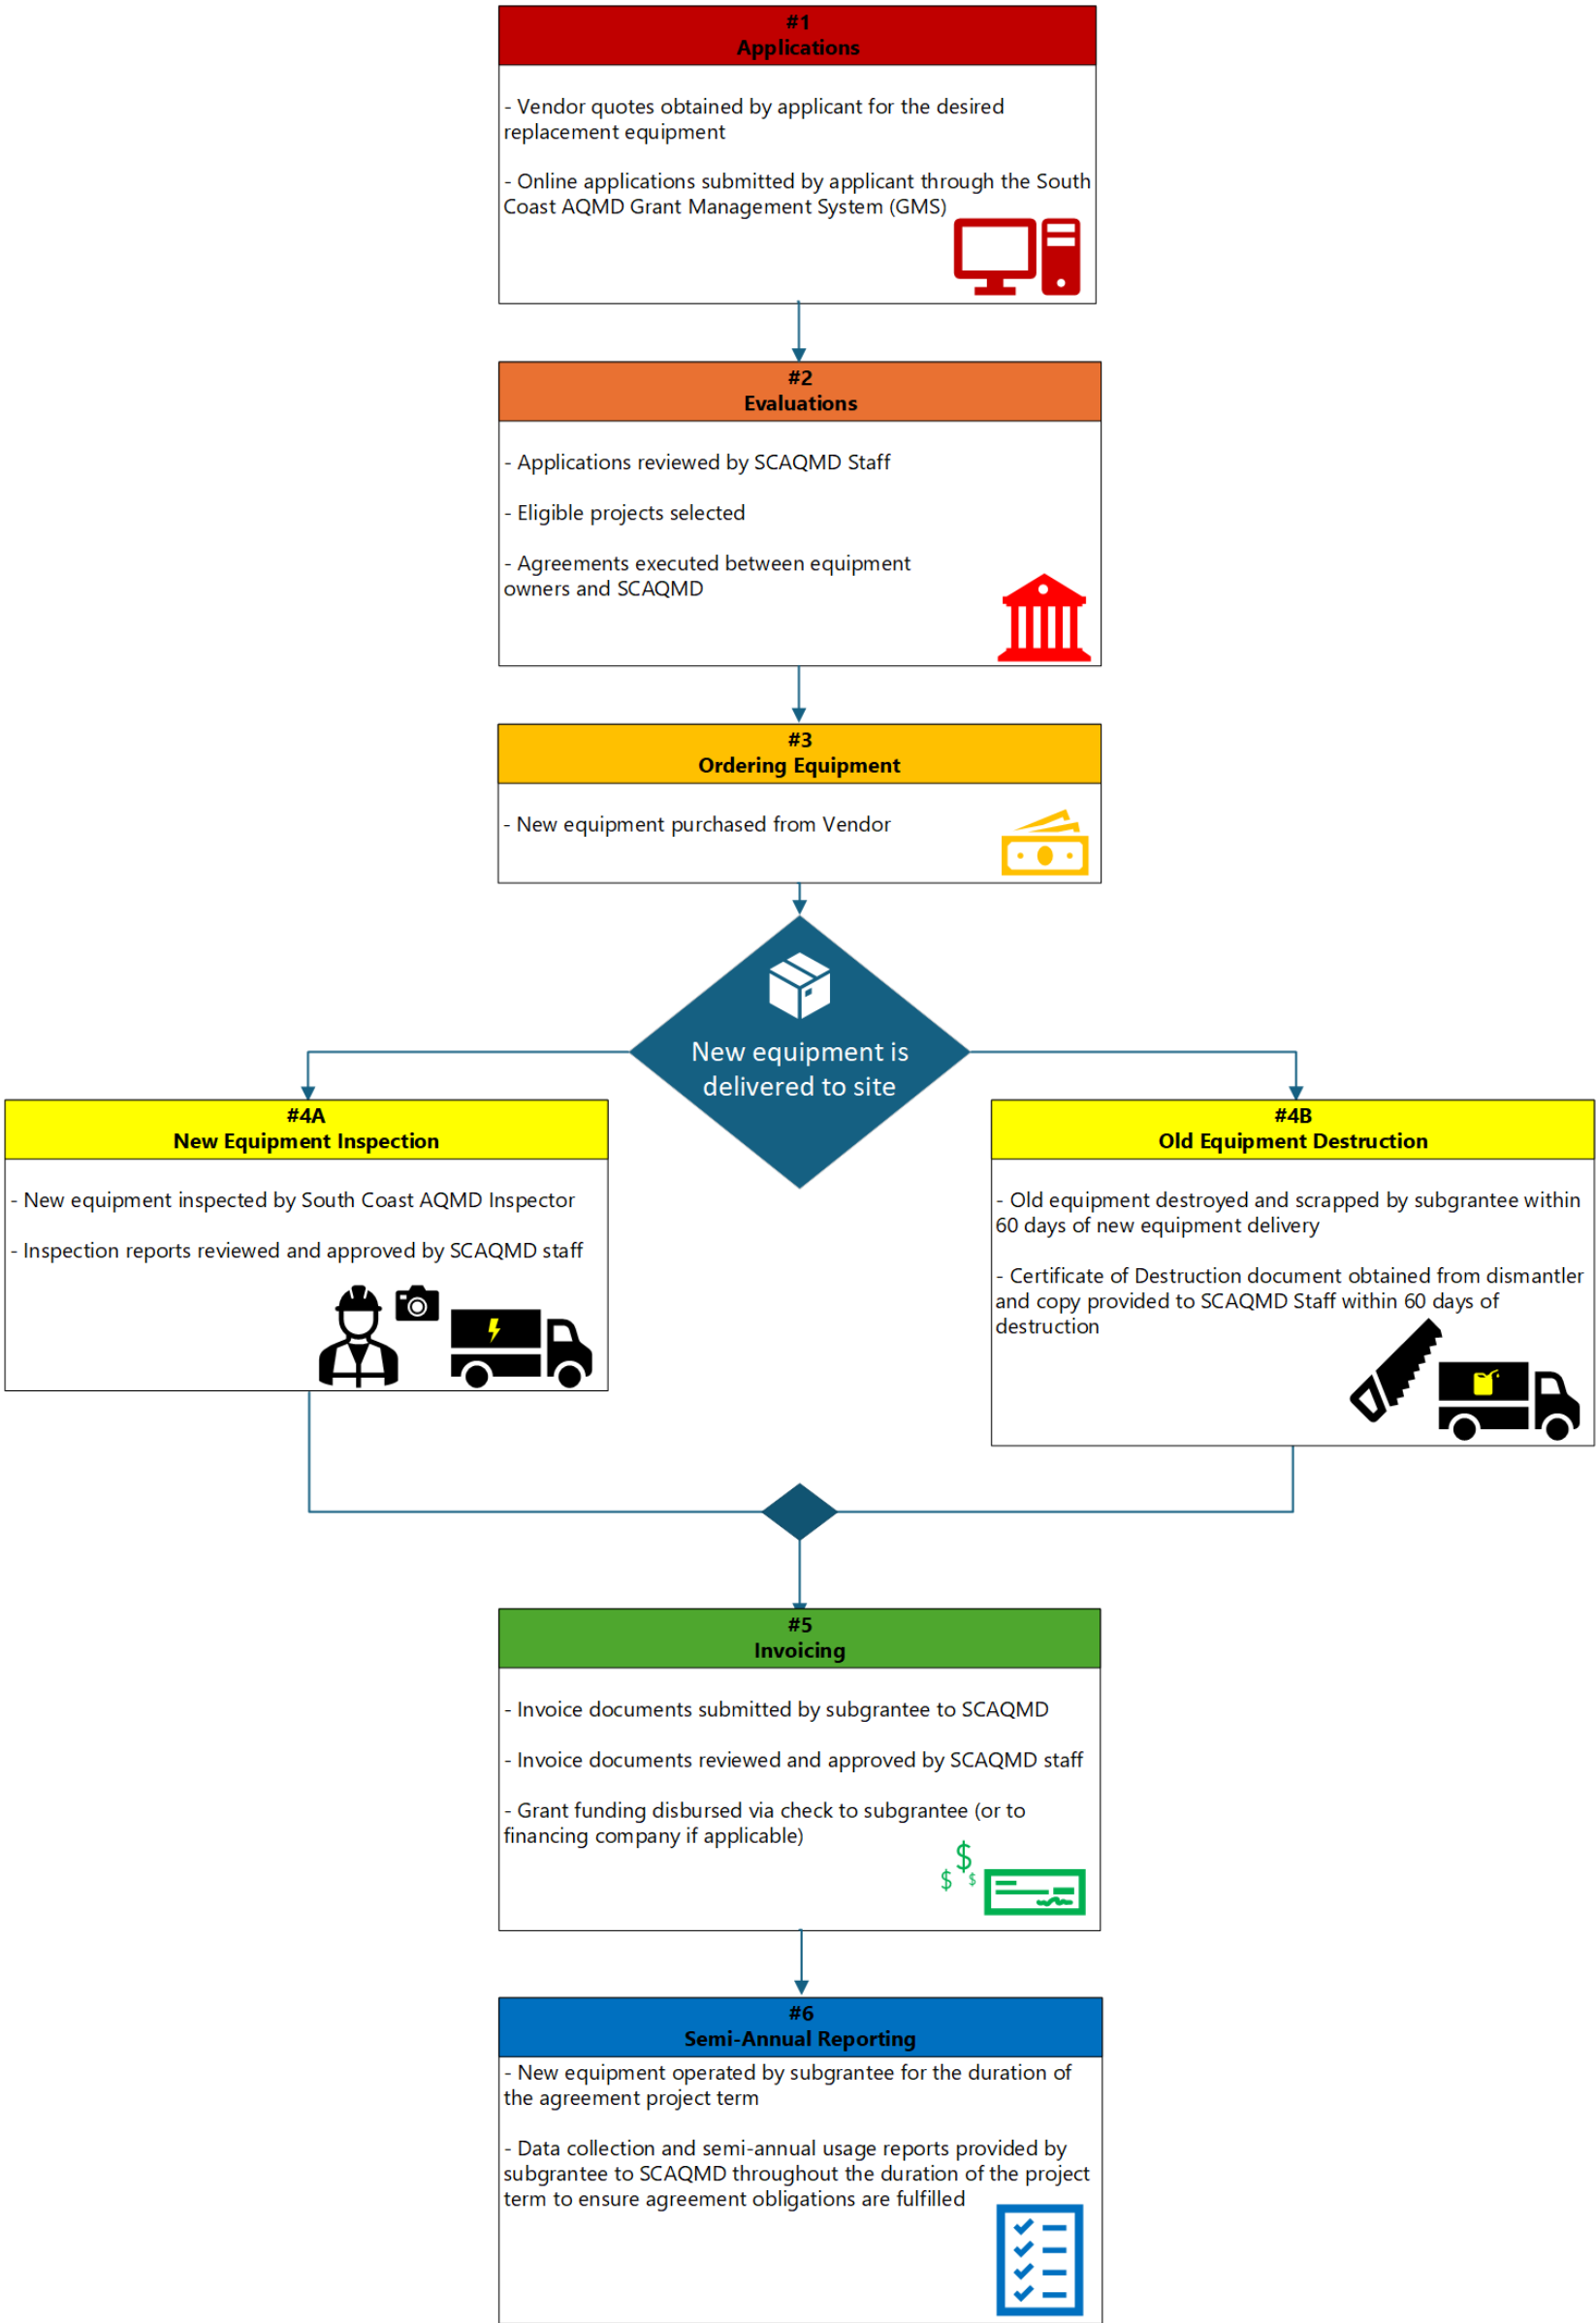 #1
Applications
- Vendor quotes obtained by applicant for the desired
replacement equipment
- Online applications submitted by applicant through the South
Coast AQMD Grant Management System (GMS)
#2
Evaluations
- Applications reviewed by SCAQMD Staff
- Eligible projects selected
- Agreements executed between equipment
owners and SCAQMD
#3
Ordering Equipment
- New equipment purchased from Vendor
New equipment is
delivered to site
#4A
New Equipment Inspection
- New equipment inspected by South Coast AQMD Inspector
- Inspection reports reviewed and approved by SCAQMD staff
#4B
Old Equipment Destruction
- Old equipment destroyed and scrapped by subgrantee within
60 days of new equipment delivery
- Certificate of Destruction document obtained from dismantler
and copy provided to SCAQMD Staff within 60 days of
destruction
#5
Invoicing
- Invoice documents submitted by subgrantee to SCAQMD
- Invoice documents reviewed and approved by SCAQMD staff
- Grant funding disbursed via check to subgrantee (or to
financing company if applicable)
$ $ $
#6
Semi-Annual Reporting
- New equipment operated by subgrantee for the duration of
the agreement project term
- Data collection and semi-annual usage reports provided by
subgrantee to SCAQMD throughout the duration of the project
term to ensure agreement obligations are fulfilled